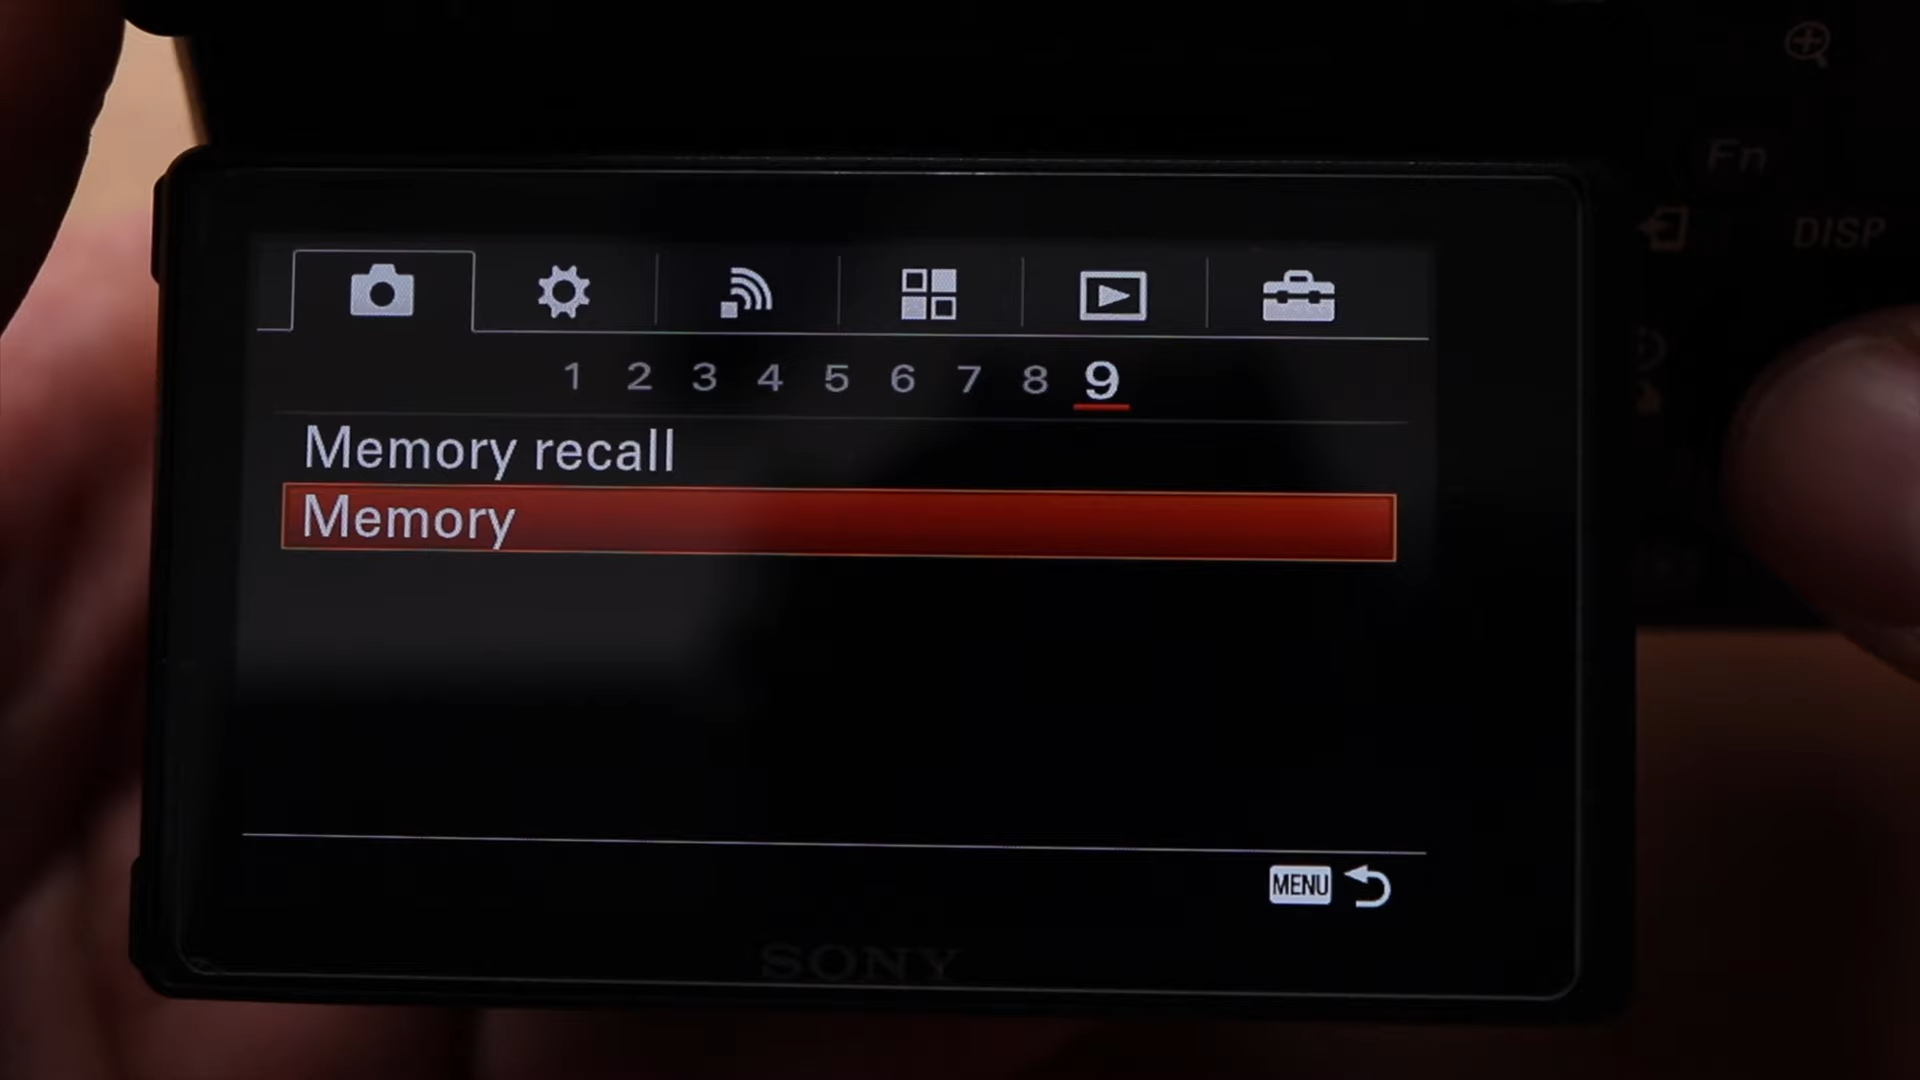 Fn
DISP
1 2 3 4 5 6 7 8 9
Memory recall
Memory
MENU
SONY